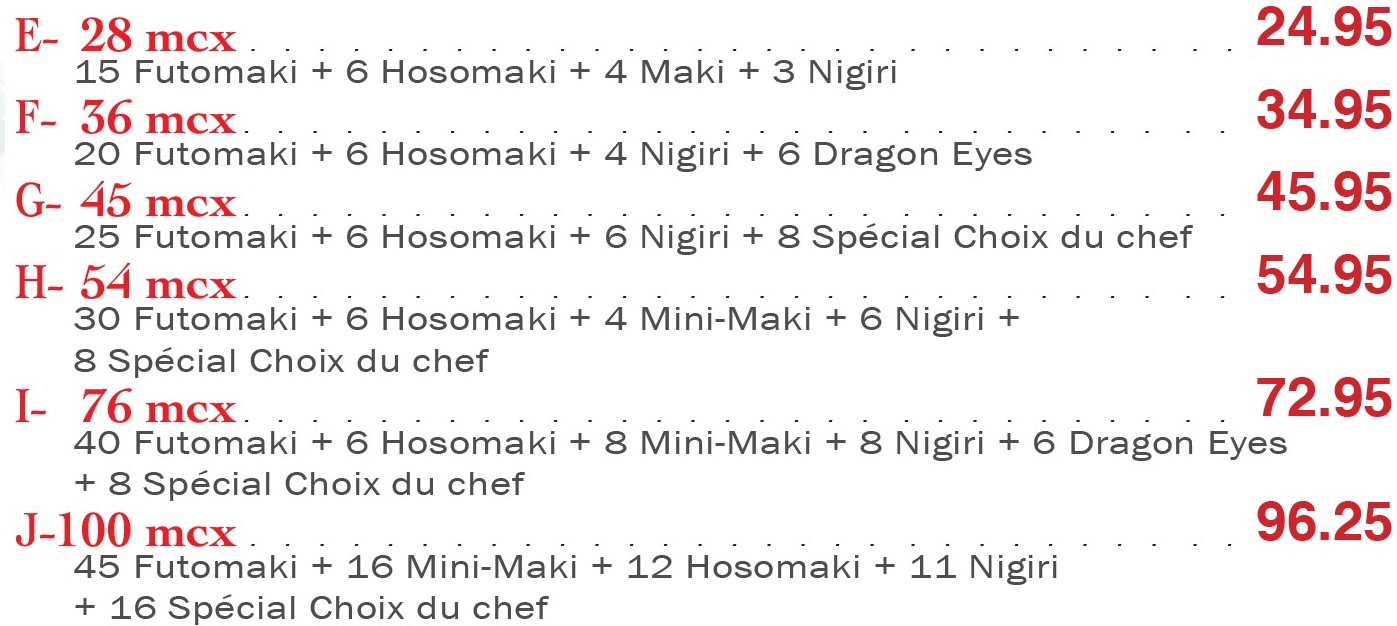 E- 28 mcx . . . . . . . . . . . . . . . . . . . . . . . . . . . . . 24.95
15 Futomaki + 6 Hosomaki + 4 Maki + 3 Nigiri
F- 36 mcx . . . . . . . . . . . . . . . . . . . . . . . . . . . . . 34.95
20 Futomaki + 6 Hosomaki + 4 Nigiri + 6 Dragon Eyes
G- 45 mcx . . . . . . . . . . . . . . . . . . . . . . . . . . . . . 45.95
25 Futomaki + 6 Hosomaki + 6 Nigiri + 8 Spécial Choix du chef
H- 54 mcx . . . . . . . . . . . . . . . . . . . . . . . . . . . . . 54.95
30 Futomaki + 6 Hosomaki + 4 Mini-Maki + 6 Nigiri +
8 Spécial Choix du chef
I- 76 mcx . . . . . . . . . . . . . . . . . . . . . . . . . . . . . 72.95
40 Futomaki + 6 Hosomaki + 8 Mini-Maki + 8 Nigiri + 6 Dragon Eyes
+ 8 Spécial Choix du chef
J-100 mcx . . . . . . . . . . . . . . . . . . . . . . . . . . . . . 96.25
45 Futomaki + 16 Mini-Maki + 12 Hosomaki + 11 Nigiri
+ 16 Spécial Choix du chef